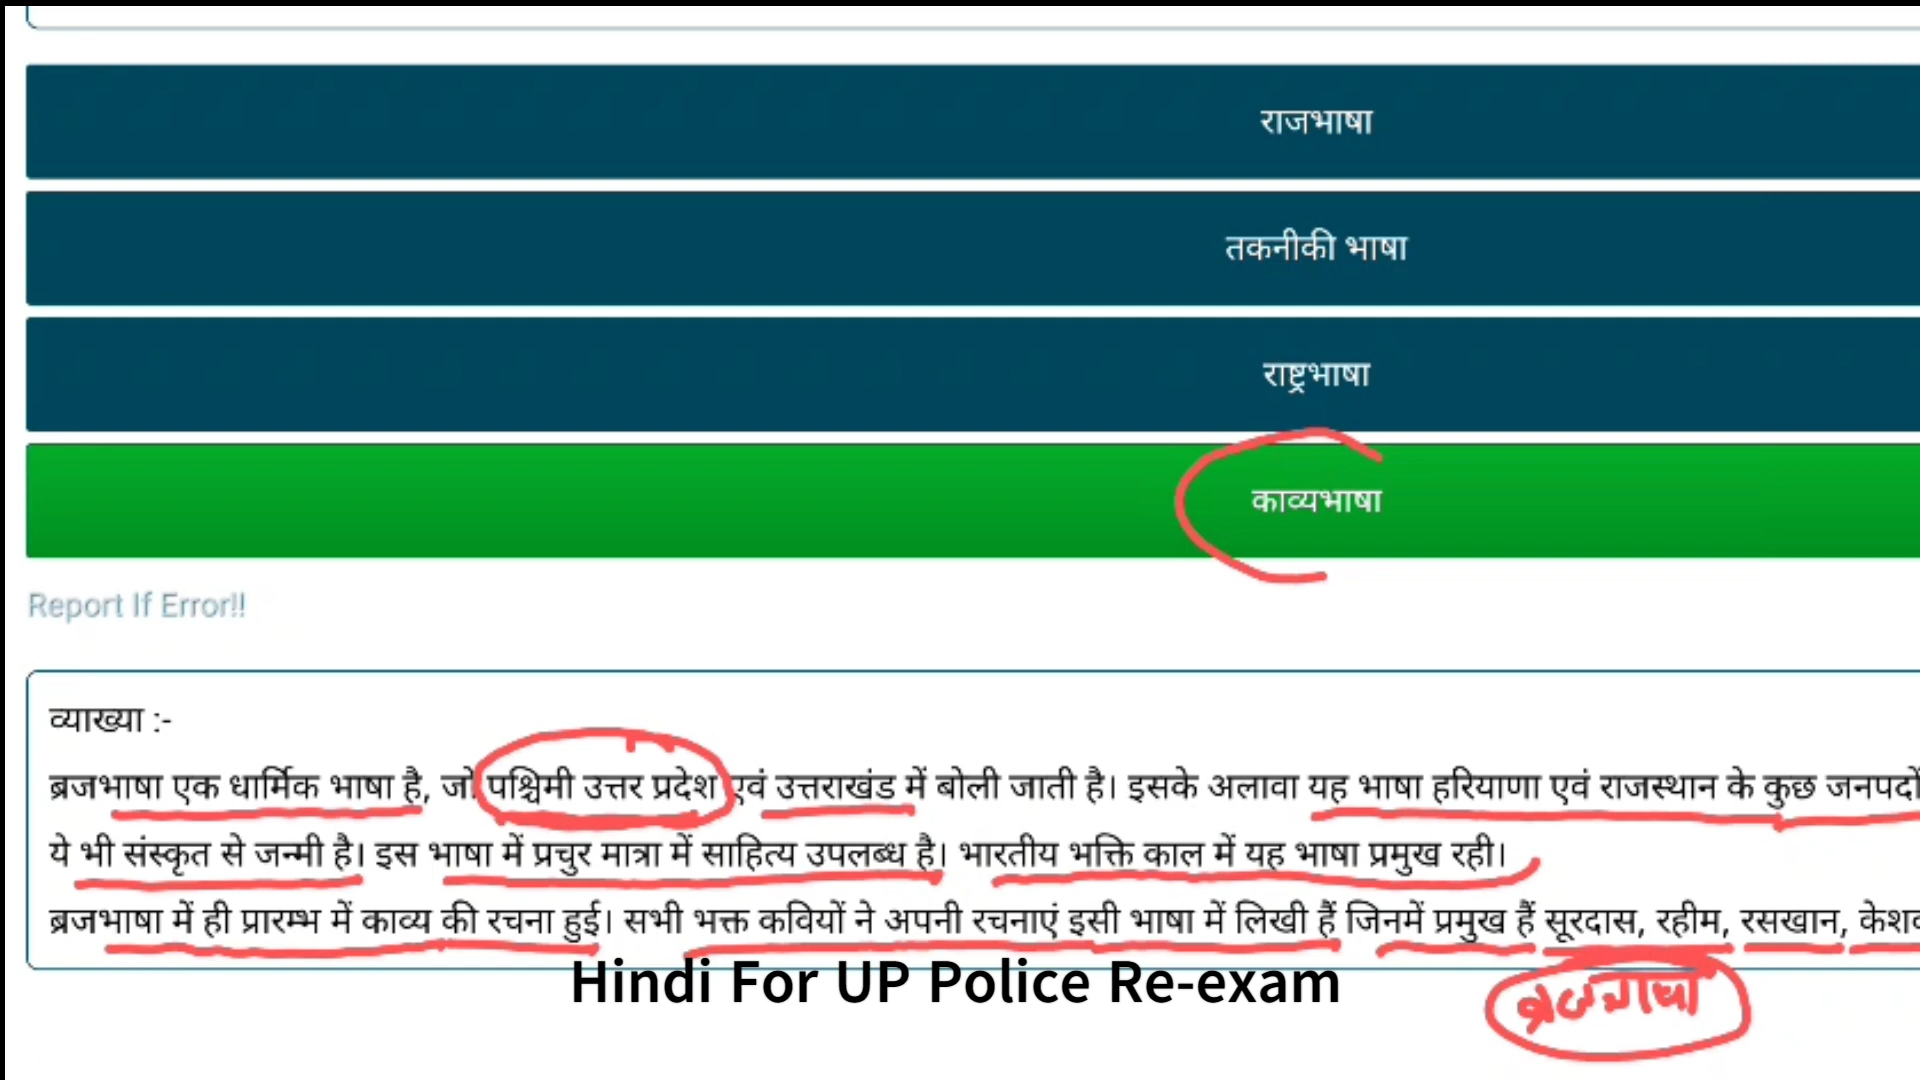 राजभाषा
तकनीकी भाषा
राष्ट्रभाषा
काव्यभाषा
Report If Error!!
व्याख्या :-
ब्रजभाषा एक धार्मिक भाषा है, जो पश्चिमी उत्तर प्रदेश एवं उत्तराखंड में बोली जाती है। इसके अलावा यह भाषा हरियाणा एवं राजस्थान के कुछ जनपदों
ये भी संस्कृत से जन्मी है। इस भाषा में प्रचुर मात्रा में साहित्य उपलब्ध है। भारतीय भक्ति काल में यह भाषा प्रमुख रही।
ब्रजभाषा में ही प्रारम्भ में काव्य की रचना हुई। सभी भक्त कवियों ने अपनी रचनाएं इसी भाषा में लिखी हैं जिनमें प्रमुख हैं सूरदास, रहीम, रसखान,
Hindi For UP Police Re-exam
ब्रजभाषा